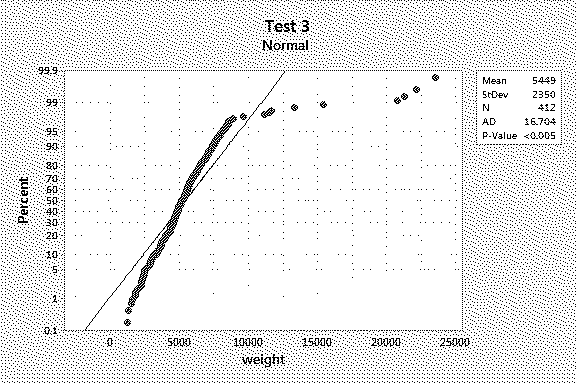 Test 3
Normal
Mean 5449
StDev 2350
N 412
AD 16.704
P-Value <0.005
Percent
99.9
99
95
90
80
70
60
50
40
30
20
10
5
1
0.1
0 5000 10000 15000 20000 25000
weight